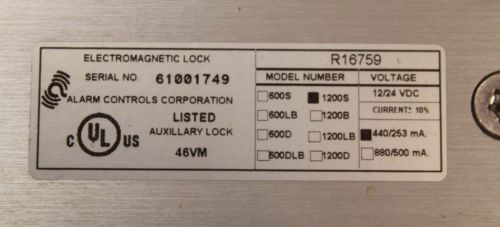 ELECTROMAGNETIC LOCK
SERIAL NO. 61001749
ALARM CONTROLS CORPORATION
LISTED
C UL US
AUXILLARY LOCK
46VM
R16759
MODEL NUMBER VOLTAGE
600S 1200S 12/24 VDC
600LB 1200B CURRENT: 10%
600D 1200LB 440/253 mA.
600DLB 1200D 880/500 mA.